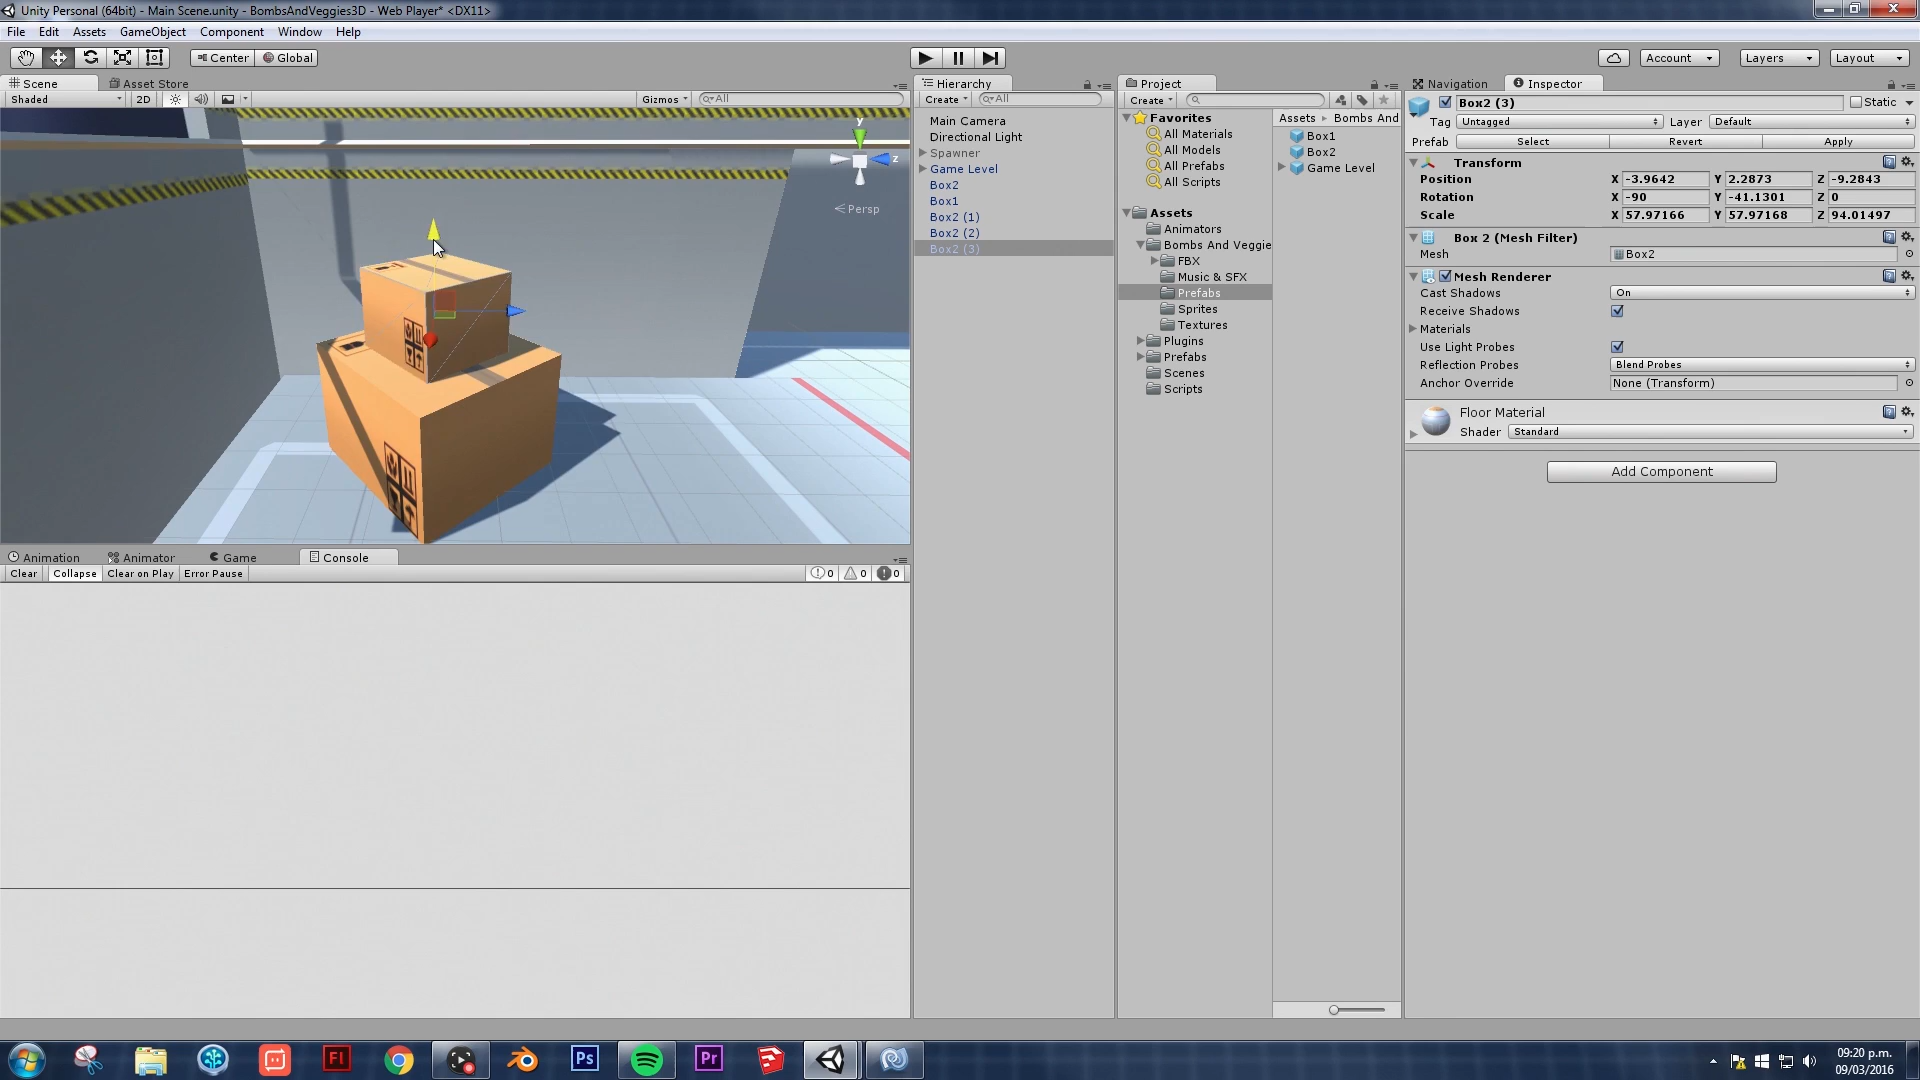 Unity Personal (64bit) - Main Scene.unity - BombsAndVeggies3D - Web Player* <DX11>
File Edit Assets GameObject Component Window Help
Center Global Account Layers Layout
Scene Asset Store
Shaded 2D Gizmos All
y
z
Persp
Animation Animator Game Console
Clear Collapse Clear on Play Error Pause 0 0 0
Hierarchy
Create All
Main Camera
Directional Light
Spawner
Game Level
Box2
Box1
Box2 (1)
Box2 (2)
Box2 (3)
Project
Create
Favorites
All Materials
All Models
All Prefabs
All Scripts
Assets
Animators
Bombs And Veggie
FBX
Music & SFX
Prefabs
Sprites
Textures
Plugins
Prefabs
Scenes
Scripts
Assets Bombs And
Box1
Box2
Game Level
Navigation Inspector
Box2 (3) Static
Tag Untagged Layer Default
Prefab Select Revert Apply
Transform
Position X -3.9642 Y 2.2873 Z -9.2843
Rotation X -90 Y -41.1301 Z 0
Scale X 57.97166 Y 57.97168 Z 94.01497
Box 2 (Mesh Filter)
Mesh Box2
Mesh Renderer
Cast Shadows On
Receive Shadows
Materials
Use Light Probes
Reflection Probes Blend Probes
Anchor Override None (Transform)
Floor Material
Shader Standard
Add Component
Fl Ps Pr
09:20 p.m.
09/03/2016